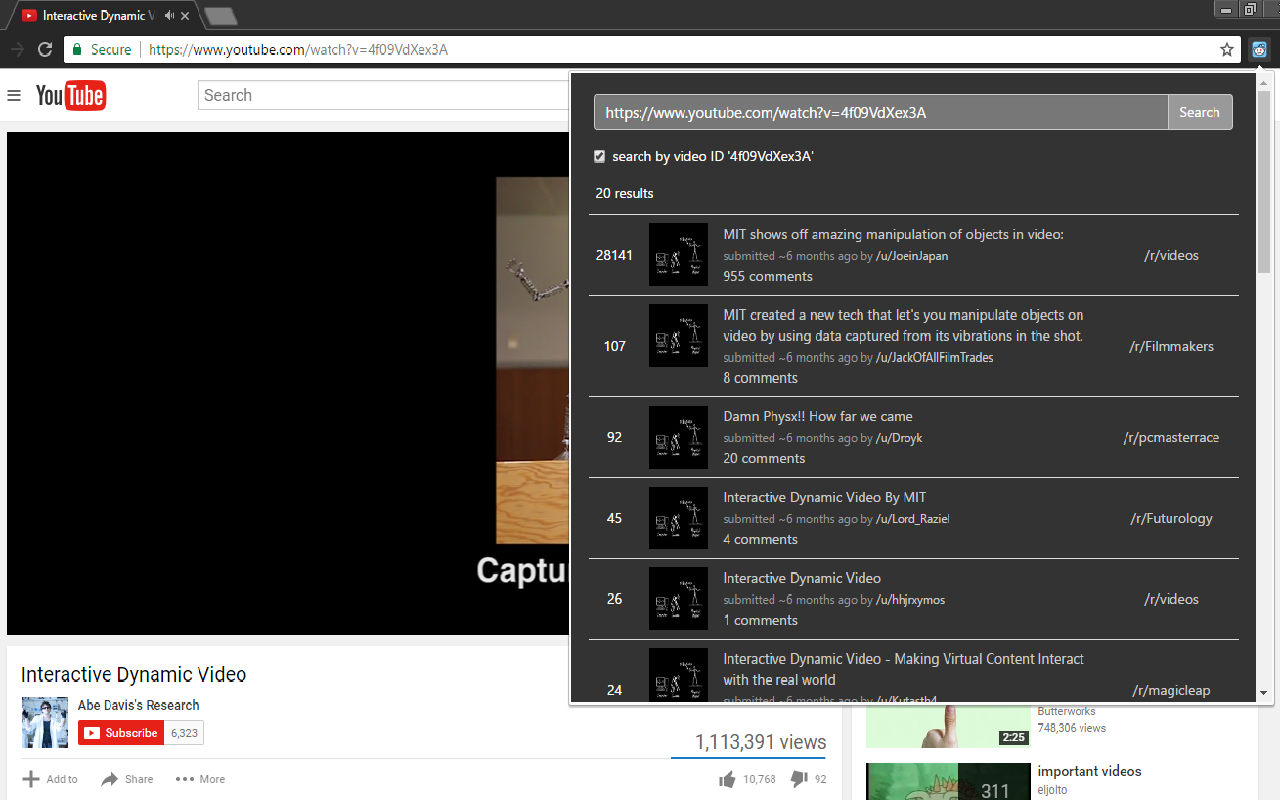 Interactive Dynamic V
Secure
https://www.youtube.com/watch?v=4f09VdXex3A
YouTube
Search
https://www.youtube.com/watch?v=4f09VdXex3A
Search
search by video ID '4f09VdXex3A'
20 results
28141
MIT shows off amazing manipulation of objects in video:
submitted ~6 months ago by /u/JoeinJapan
955 comments
/r/videos
107
MIT created a new tech that let's you manipulate objects on
video by using data captured from its vibrations in the shot.
submitted ~6 months ago by /u/JackOfAllFilmTrades
8 comments
/r/Filmmakers
92
Damn Physx!! How far we came
submitted ~6 months ago by /u/Droyk
20 comments
/r/pcmasterrace
45
Interactive Dynamic Video By MIT
submitted ~6 months ago by /u/Lord_Raziel
4 comments
/r/Futurology
26
Interactive Dynamic Video
submitted ~6 months ago by /u/hhjrxymos
1 comments
/r/videos
24
Interactive Dynamic Video - Making Virtual Content Interact
with the real world
submitted ~6 months ago by /u/Kutasth4
/r/magicleap
Captu
Interactive Dynamic Video
Abe Davis's Research
Subscribe 6,323
1,113,391 views
Add to
Share
More
10,768
92
2:25
Butterworks
748,306 views
311
important videos
eljolto